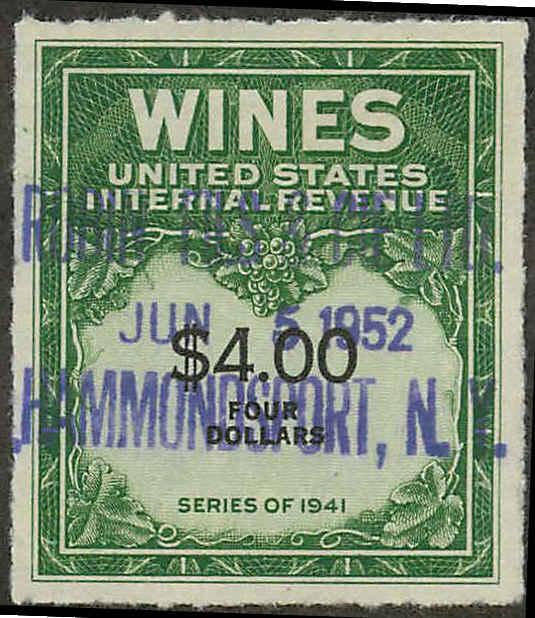 WINES
UNITED STATES
INTERNAL REVENUE
JUN 5 1952
$4.00
FOUR
DOLLARS
HAMMONDSPORT, N. Y.
SERIES OF 1941